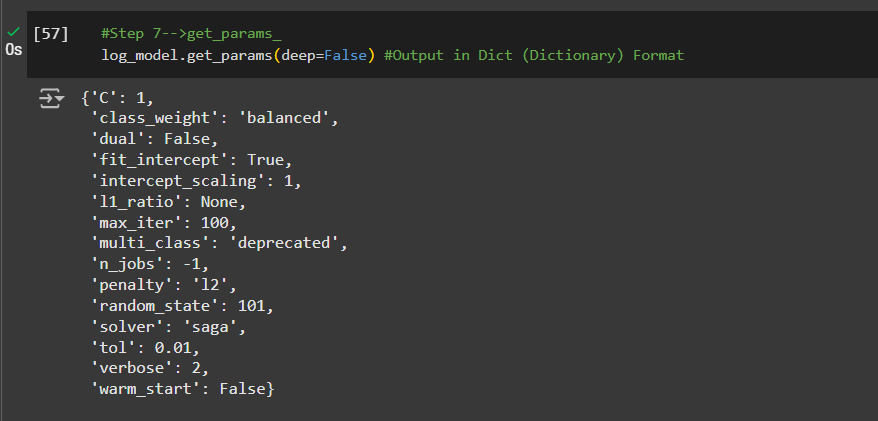 [57] #Step 7-->get_params_
0s log_model.get_params(deep=False) #Output in Dict (Dictionary) Format
{'C': 1,
'class_weight': 'balanced',
'dual': False,
'fit_intercept': True,
'intercept_scaling': 1,
'l1_ratio': None,
'max_iter': 100,
'multi_class': 'deprecated',
'n_jobs': -1,
'penalty': 'l2',
'random_state': 101,
'solver': 'saga',
'tol': 0.01,
'verbose': 2,
'warm_start': False}